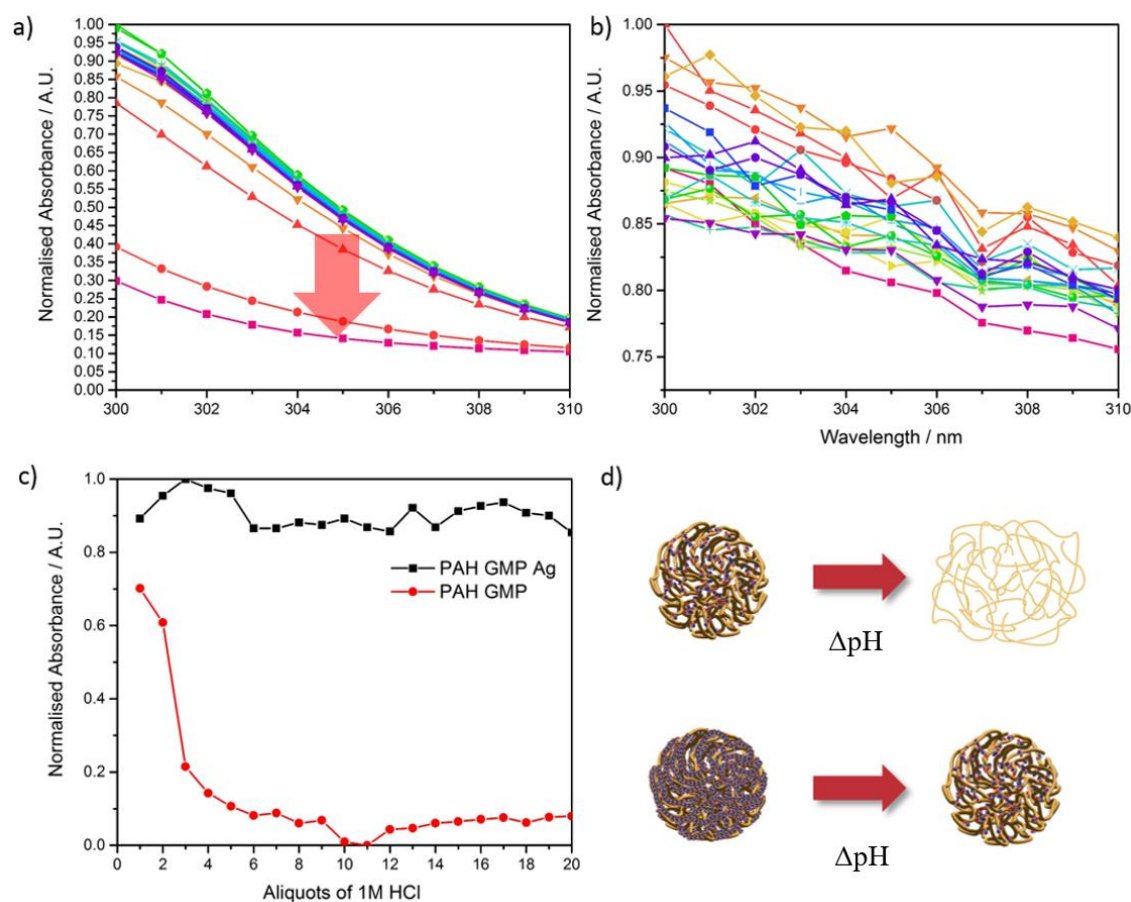 a)
Normalised Absorbance / A.U.
1.00
0.95
0.90
0.85
0.80
0.75
0.70
0.65
0.60
0.55
0.50
0.45
0.40
0.35
0.30
0.25
0.20
0.15
0.10
0.05
0.00
300 302 304 306 308 310
b)
Normalised Absorbance / A.U.
1.00
0.95
0.90
0.85
0.80
0.75
300 302 304 306 308 310
Wavelength / nm
c)
Normalised Absorbance / A.U.
1.0
0.8
0.6
0.4
0.2
0.0
PAH GMP Ag
PAH GMP
0 2 4 6 8 10 12 14 16 18 20
Aliquots of 1M HCl
d)
ΔpH
ΔpH